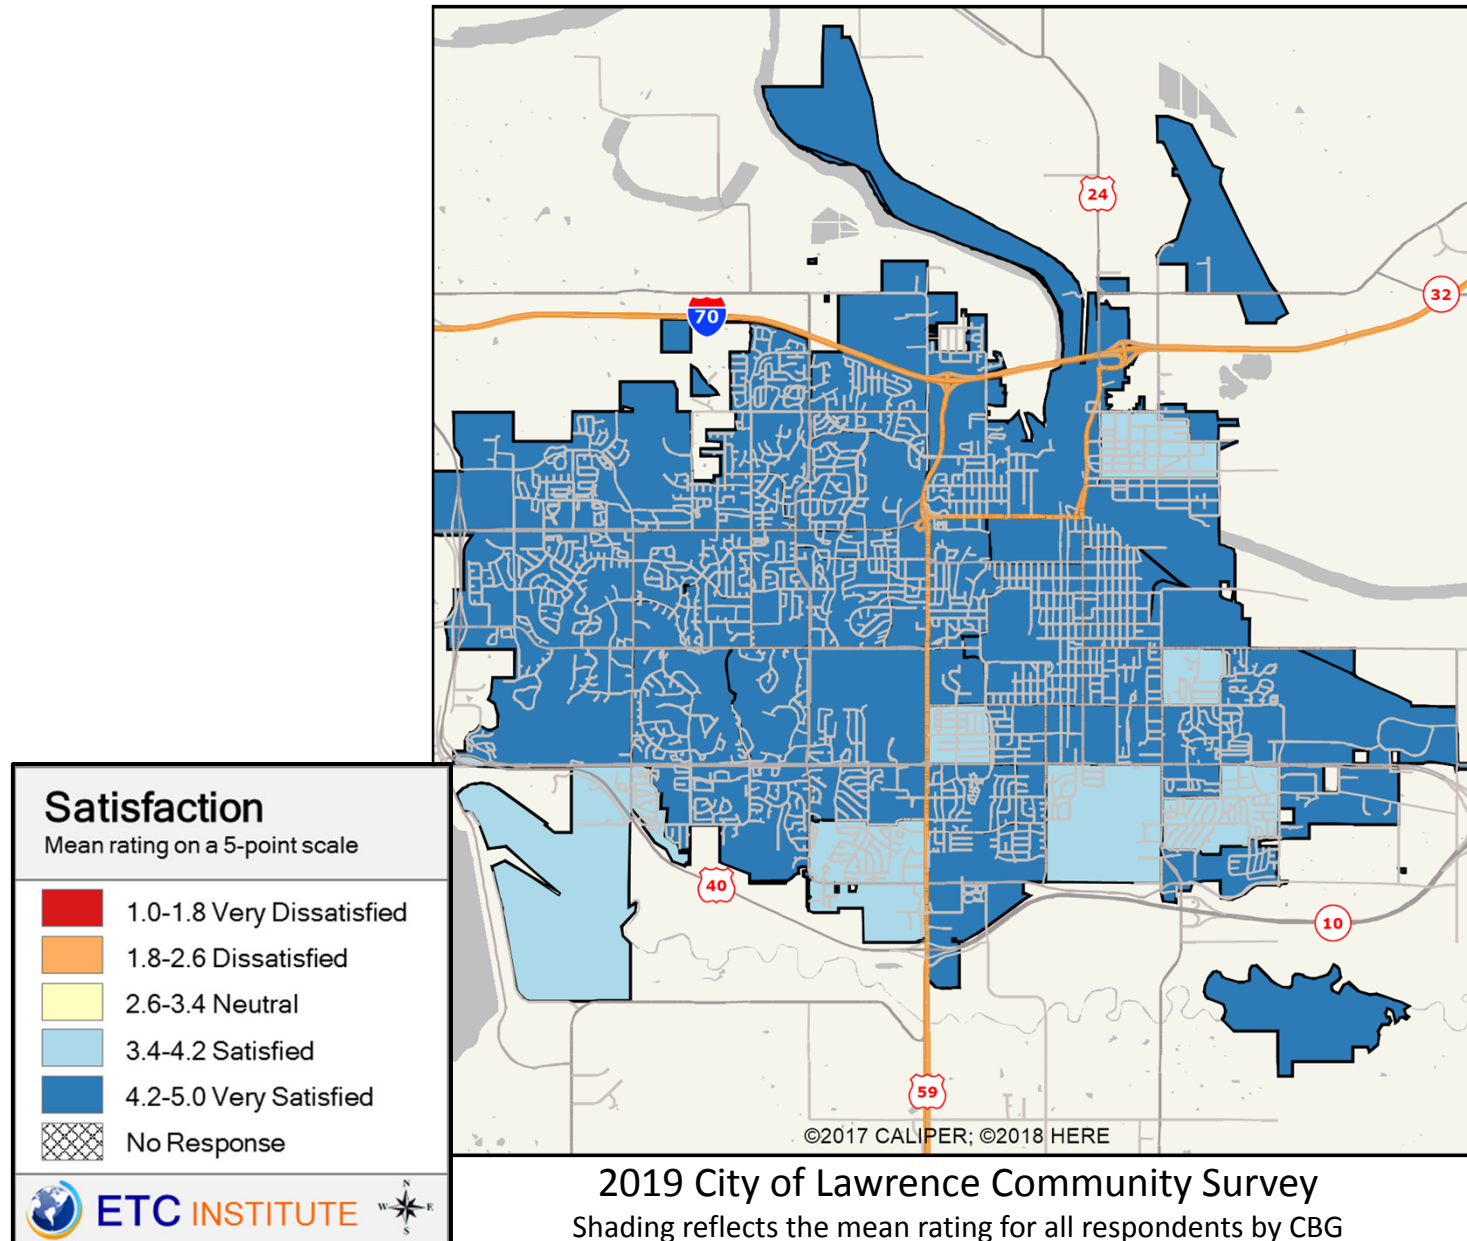 24
32
70
40
10
59
©2017 CALIPER; ©2018 HERE
Satisfaction
Mean rating on a 5-point scale
1.0-1.8 Very Dissatisfied
1.8-2.6 Dissatisfied
2.6-3.4 Neutral
3.4-4.2 Satisfied
4.2-5.0 Very Satisfied
No Response
ETC INSTITUTE
N
W E
S
2019 City of Lawrence Community Survey
Shading reflects the mean rating for all respondents by CBG